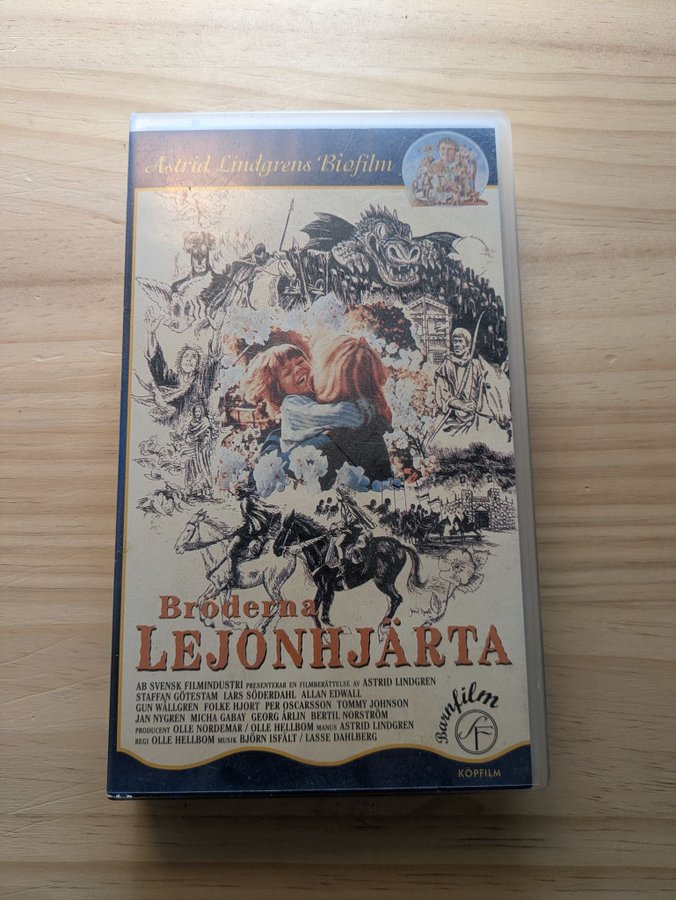 Astrid Lindgrens Biofilm
Bröderna
LEJONHJÄRTA
AB SVENSK FILMINDUSTRI PRESENTERAR EN FILMBERÄTTELSE AV ASTRID LINDGREN
STAFFAN GÖTESTAM LARS SÖDERDAHL ALLAN EDWALL
GUN WÅLLGREN FOLKE HJORT PER OSCARSSON TOMMY JOHNSON
JAN NYGREN MICHA GABAY GEORG ÅRLIN BERTIL NORSTRÖM
PRODUCENT OLLE NORDEMAR / OLLE HELLBOM MANUS ASTRID LINDGREN
REGI OLLE HELLBOM MUSIK BJÖRN ISFÄLT / LASSE DAHLBERG
Barnfilm
SF
KÖPFILM